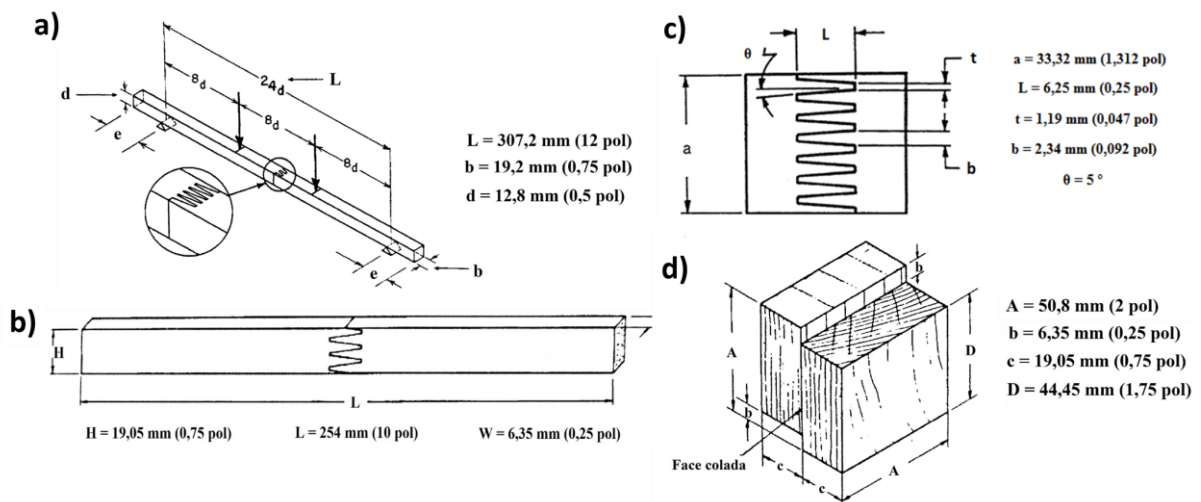 a)
8d
24d
L
8d
8d
d
e
e
b
L = 307,2 mm (12 pol)
b = 19,2 mm (0,75 pol)
d = 12,8 mm (0,5 pol)
b)
H
L
H = 19,05 mm (0,75 pol)
L = 254 mm (10 pol)
W = 6,35 mm (0,25 pol)
c)
L
θ
t
a
b
a = 33,32 mm (1,312 pol)
L = 6,25 mm (0,25 pol)
t = 1,19 mm (0,047 pol)
b = 2,34 mm (0,092 pol)
θ = 5 °
d)
b
A
D
b
Face colada
c
c
A
A = 50,8 mm (2 pol)
b = 6,35 mm (0,25 pol)
c = 19,05 mm (0,75 pol)
D = 44,45 mm (1,75 pol)